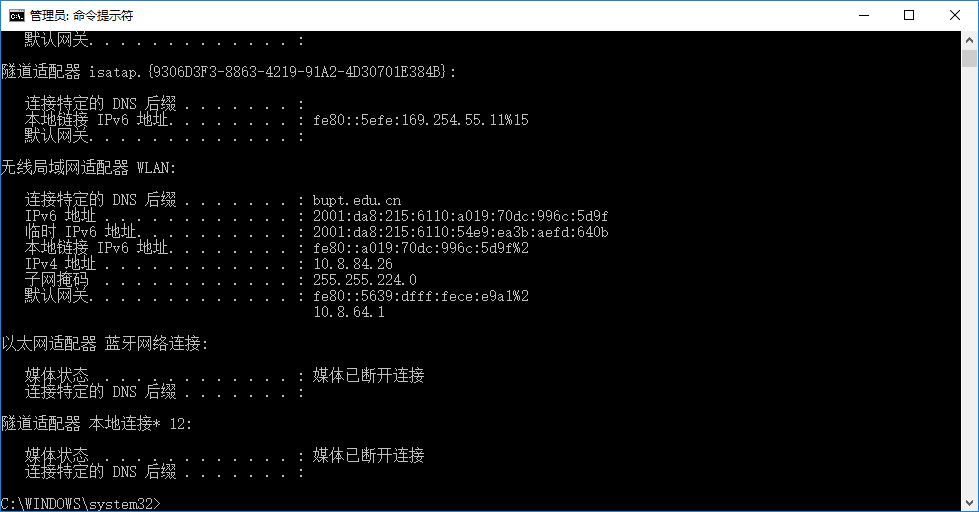 管理员: 命令提示符
默认网关. . . . . . . . . . . . . :
隧道适配器 isatap.{9306D3F3-8863-4219-91A2-4D30701E384B}:
连接特定的 DNS 后缀 . . . . . . . :
本地链接 IPv6 地址. . . . . . . . : fe80::5efe:169.254.55.11%15
默认网关. . . . . . . . . . . . . :
无线局域网适配器 WLAN:
连接特定的 DNS 后缀 . . . . . . . : bupt.edu.cn
IPv6 地址 . . . . . . . . . . . . : 2001:da8:215:6110:a019:70dc:996c:5d9f
临时 IPv6 地址. . . . . . . . . . : 2001:da8:215:6110:54e9:ea3b:aefd:640b
本地链接 IPv6 地址. . . . . . . . : fe80::a019:70dc:996c:5d9f%2
IPv4 地址 . . . . . . . . . . . . : 10.8.84.26
子网掩码  . . . . . . . . . . . . : 255.255.224.0
默认网关. . . . . . . . . . . . . : fe80::5639:dfff:fece:e9a1%2
10.8.64.1
以太网适配器 蓝牙网络连接:
媒体状态  . . . . . . . . . . . . : 媒体已断开连接
连接特定的 DNS 后缀 . . . . . . . :
隧道适配器 本地连接* 12:
媒体状态  . . . . . . . . . . . . : 媒体已断开连接
连接特定的 DNS 后缀 . . . . . . . :
C:\WINDOWS\system32>